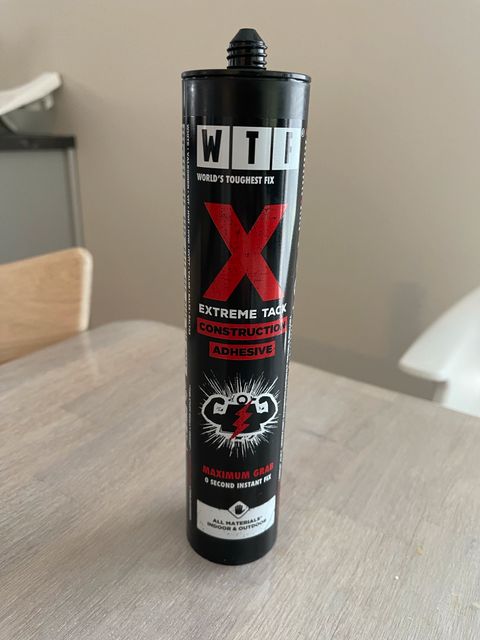 WTF®
WORLD'S TOUGHEST FIX
X
EXTREME TACK
CONSTRUCTION
ADHESIVE
MAXIMUM GRAB
0 SECOND INSTANT FIX
ALL MATERIALS*
INDOOR & OUTDOOR